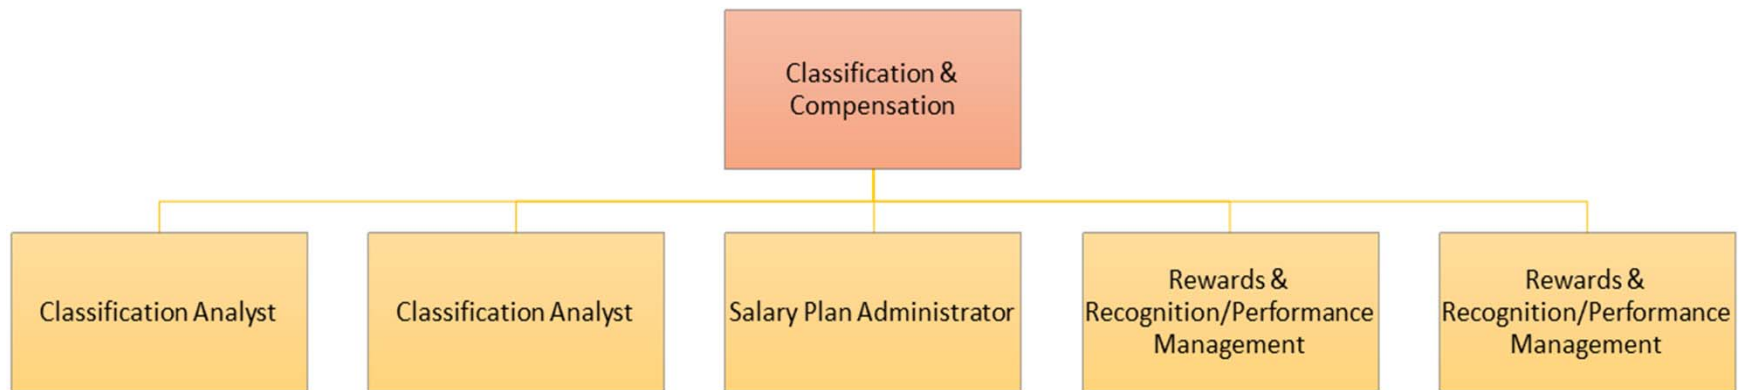 Classification &
Compensation
Classification Analyst
Classification Analyst
Salary Plan Administrator
Rewards &
Recognition/Performance
Management
Rewards &
Recognition/Performance
Management